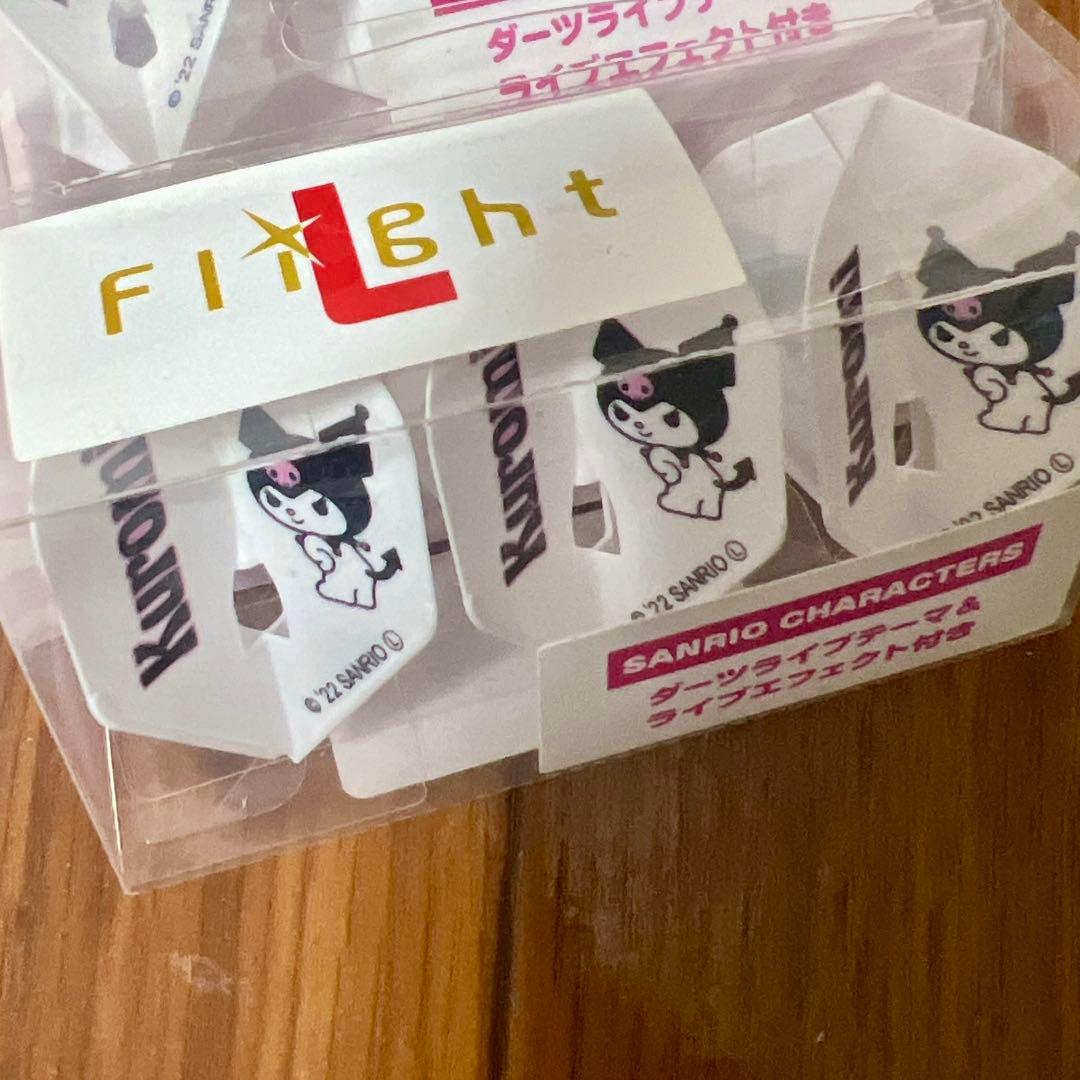 © '22 SANR
ダーツライブテ
ライブエフェクト付き
Flight L
Kuromi
© '22 SANRIO Ⓛ
Kuromi
© '22 SANRIO Ⓛ
Kuromi
'22 SANRIO Ⓛ
SANRIO CHARACTERS
ダーツライブテーマ&
ライブエフェクト付き